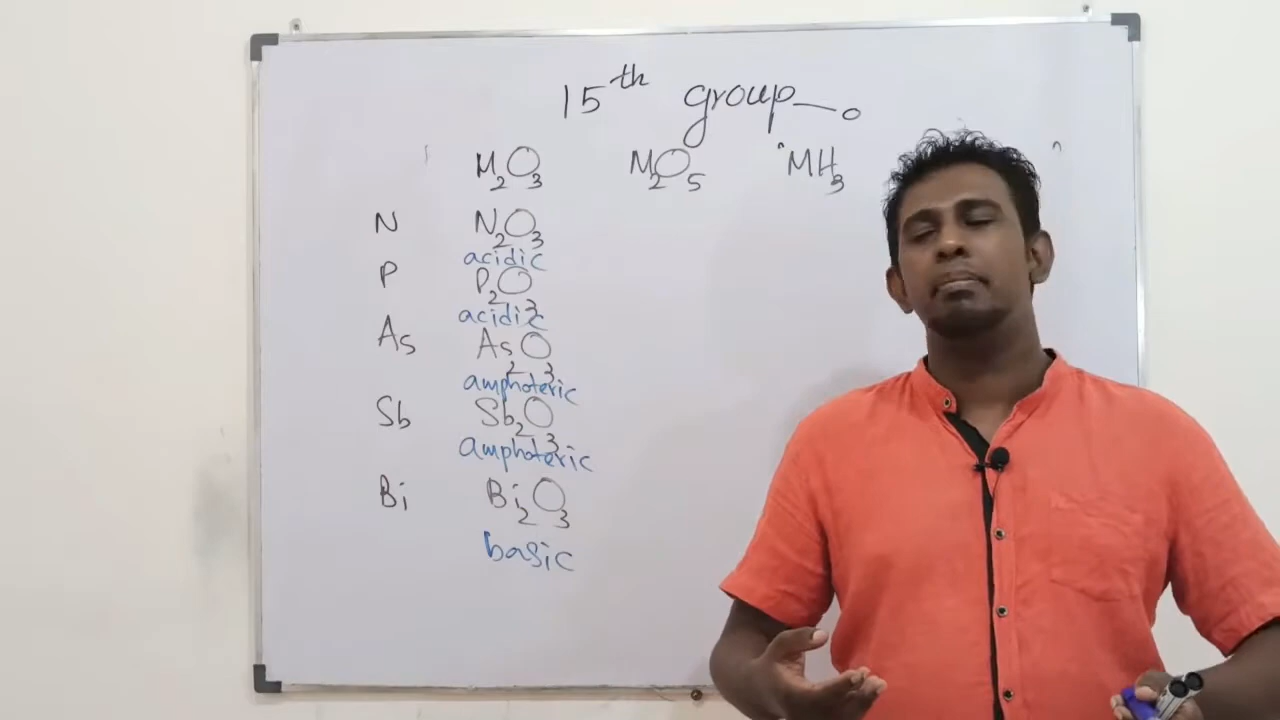 15th group
M2O3 M2O5 MH3
N N2O3
acidic
P P2O3
acidic
As As2O3
amphoteric
Sb Sb2O3
amphoteric
Bi Bi2O3
basic